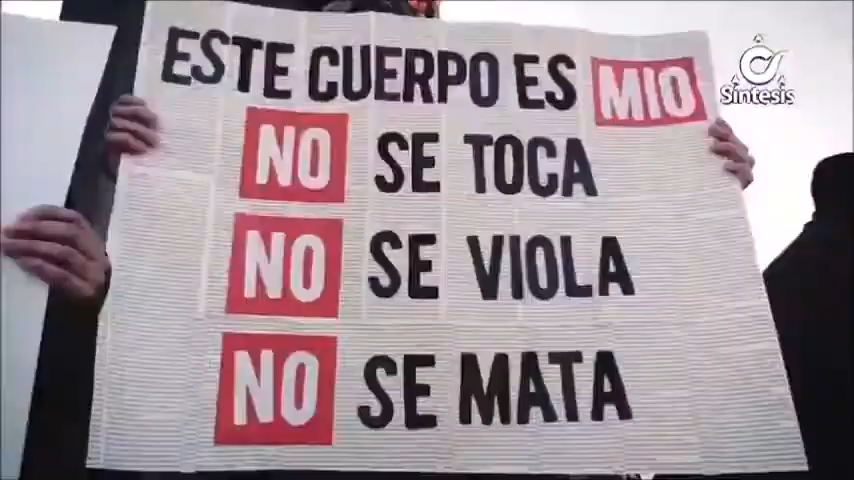 ESTE CUERPO ES MIO
NO SE TOCA
NO SE VIOLA
NO SE MATA
Síntesis